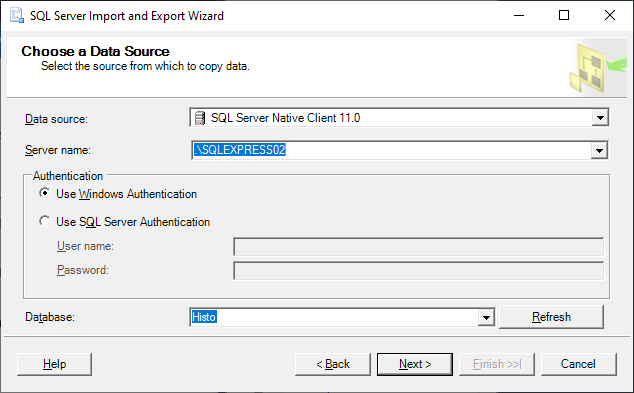 SQL Server Import and Export Wizard
Choose a Data Source
Select the source from which to copy data.
Data source: SQL Server Native Client 11.0
Server name: .\SQLEXPRESS02
Authentication
Use Windows Authentication
Use SQL Server Authentication
User name:
Password:
Database: Histo Refresh
Help < Back Next > Finish >>| Cancel